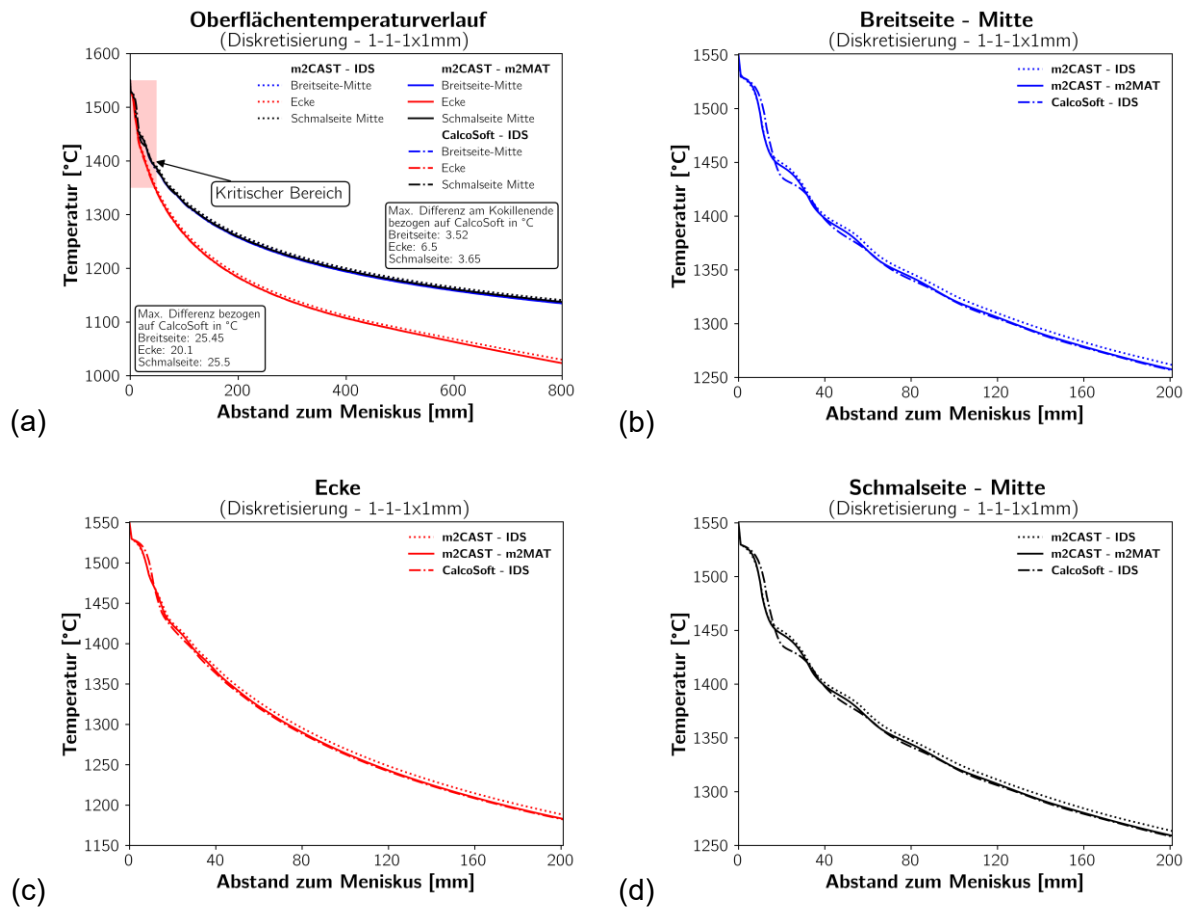 Oberflächentemperaturverlauf
(Diskretisierung - 1-1-1x1mm)
1600
1500
1400
1300
1200
1100
1000
Temperatur [°C]
m2CAST - IDS
Breitseite-Mitte
Ecke
Schmalseite Mitte
m2CAST - m2MAT
Breitseite-Mitte
Ecke
Schmalseite Mitte
CalcoSoft - IDS
Breitseite-Mitte
Ecke
Schmalseite Mitte
Kritischer Bereich
Max. Differenz am Kokillenende
bezogen auf CalcoSoft in °C
Breitseite: 3.52
Ecke: 6.5
Schmalseite: 3.65
Max. Differenz bezogen
auf CalcoSoft in °C
Breitseite: 25.45
Ecke: 20.1
Schmalseite: 25.5
0 200 400 600 800
Abstand zum Meniskus [mm]
(a)
Breitseite - Mitte
(Diskretisierung - 1-1-1x1mm)
1550
1500
1450
1400
1350
1300
1250
Temperatur [°C]
m2CAST - IDS
m2CAST - m2MAT
CalcoSoft - IDS
0 40 80 120 160 200
Abstand zum Meniskus [mm]
(b)
Ecke
(Diskretisierung - 1-1-1x1mm)
1550
1500
1450
1400
1350
1300
1250
1200
1150
Temperatur [°C]
m2CAST - IDS
m2CAST - m2MAT
CalcoSoft - IDS
0 40 80 120 160 200
Abstand zum Meniskus [mm]
(c)
Schmalseite - Mitte
(Diskretisierung - 1-1-1x1mm)
1550
1500
1450
1400
1350
1300
1250
Temperatur [°C]
m2CAST - IDS
m2CAST - m2MAT
CalcoSoft - IDS
0 40 80 120 160 200
Abstand zum Meniskus [mm]
(d)